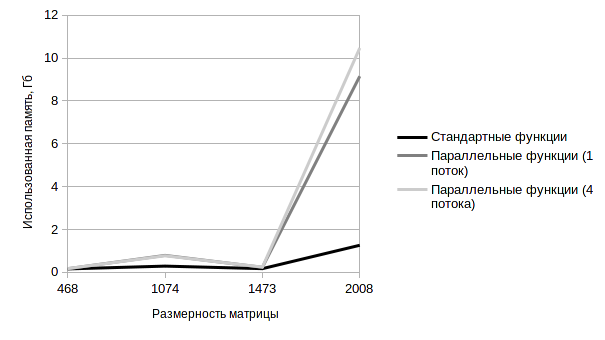 12
10
8
6
4
2
0
Использованная память, Гб
468 1074 1473 2008
Размерность матрицы
Стандартные функции
Параллельные функции (1
поток)
Параллельные функции (4
потока)